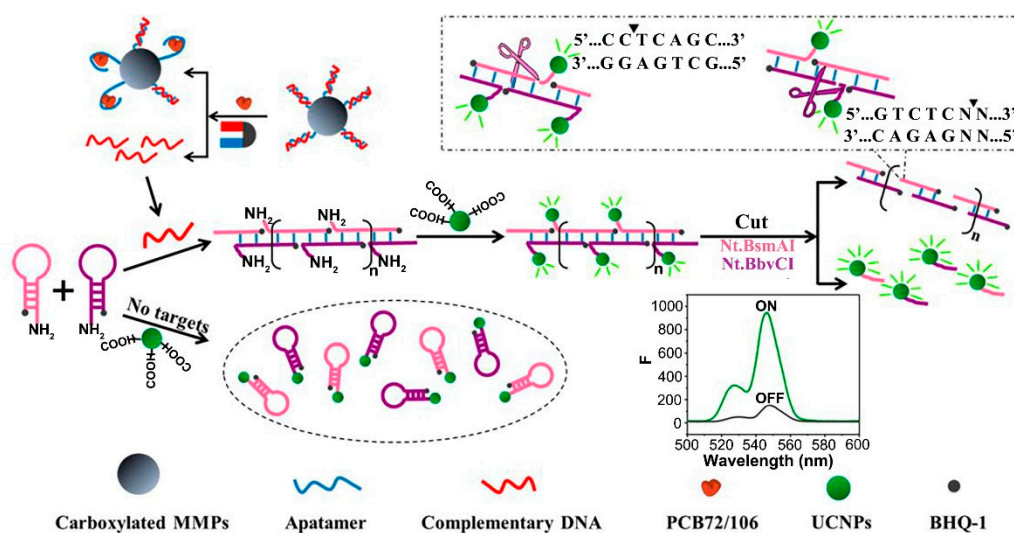 5’...C C T C A G C...3’
3’...G G A G T C G...5’
5’...G T C T C N N...3’
3’...C A G A G N N...5’
COOH
COOH
COOH
NH2
NH2
NH2
NH2
n
NH2
n
Cut
Nt.BsmAI
Nt.BbvCI
n
NH2
NH2
No targets
COOH
COOH
COOH
1000
800
600
400
200
0
F
ON
OFF
500 520 540 560 580 600
Wavelength (nm)
Carboxylated MMPs
Apatamer
Complementary DNA
PCB72/106
UCNPs
BHQ-1